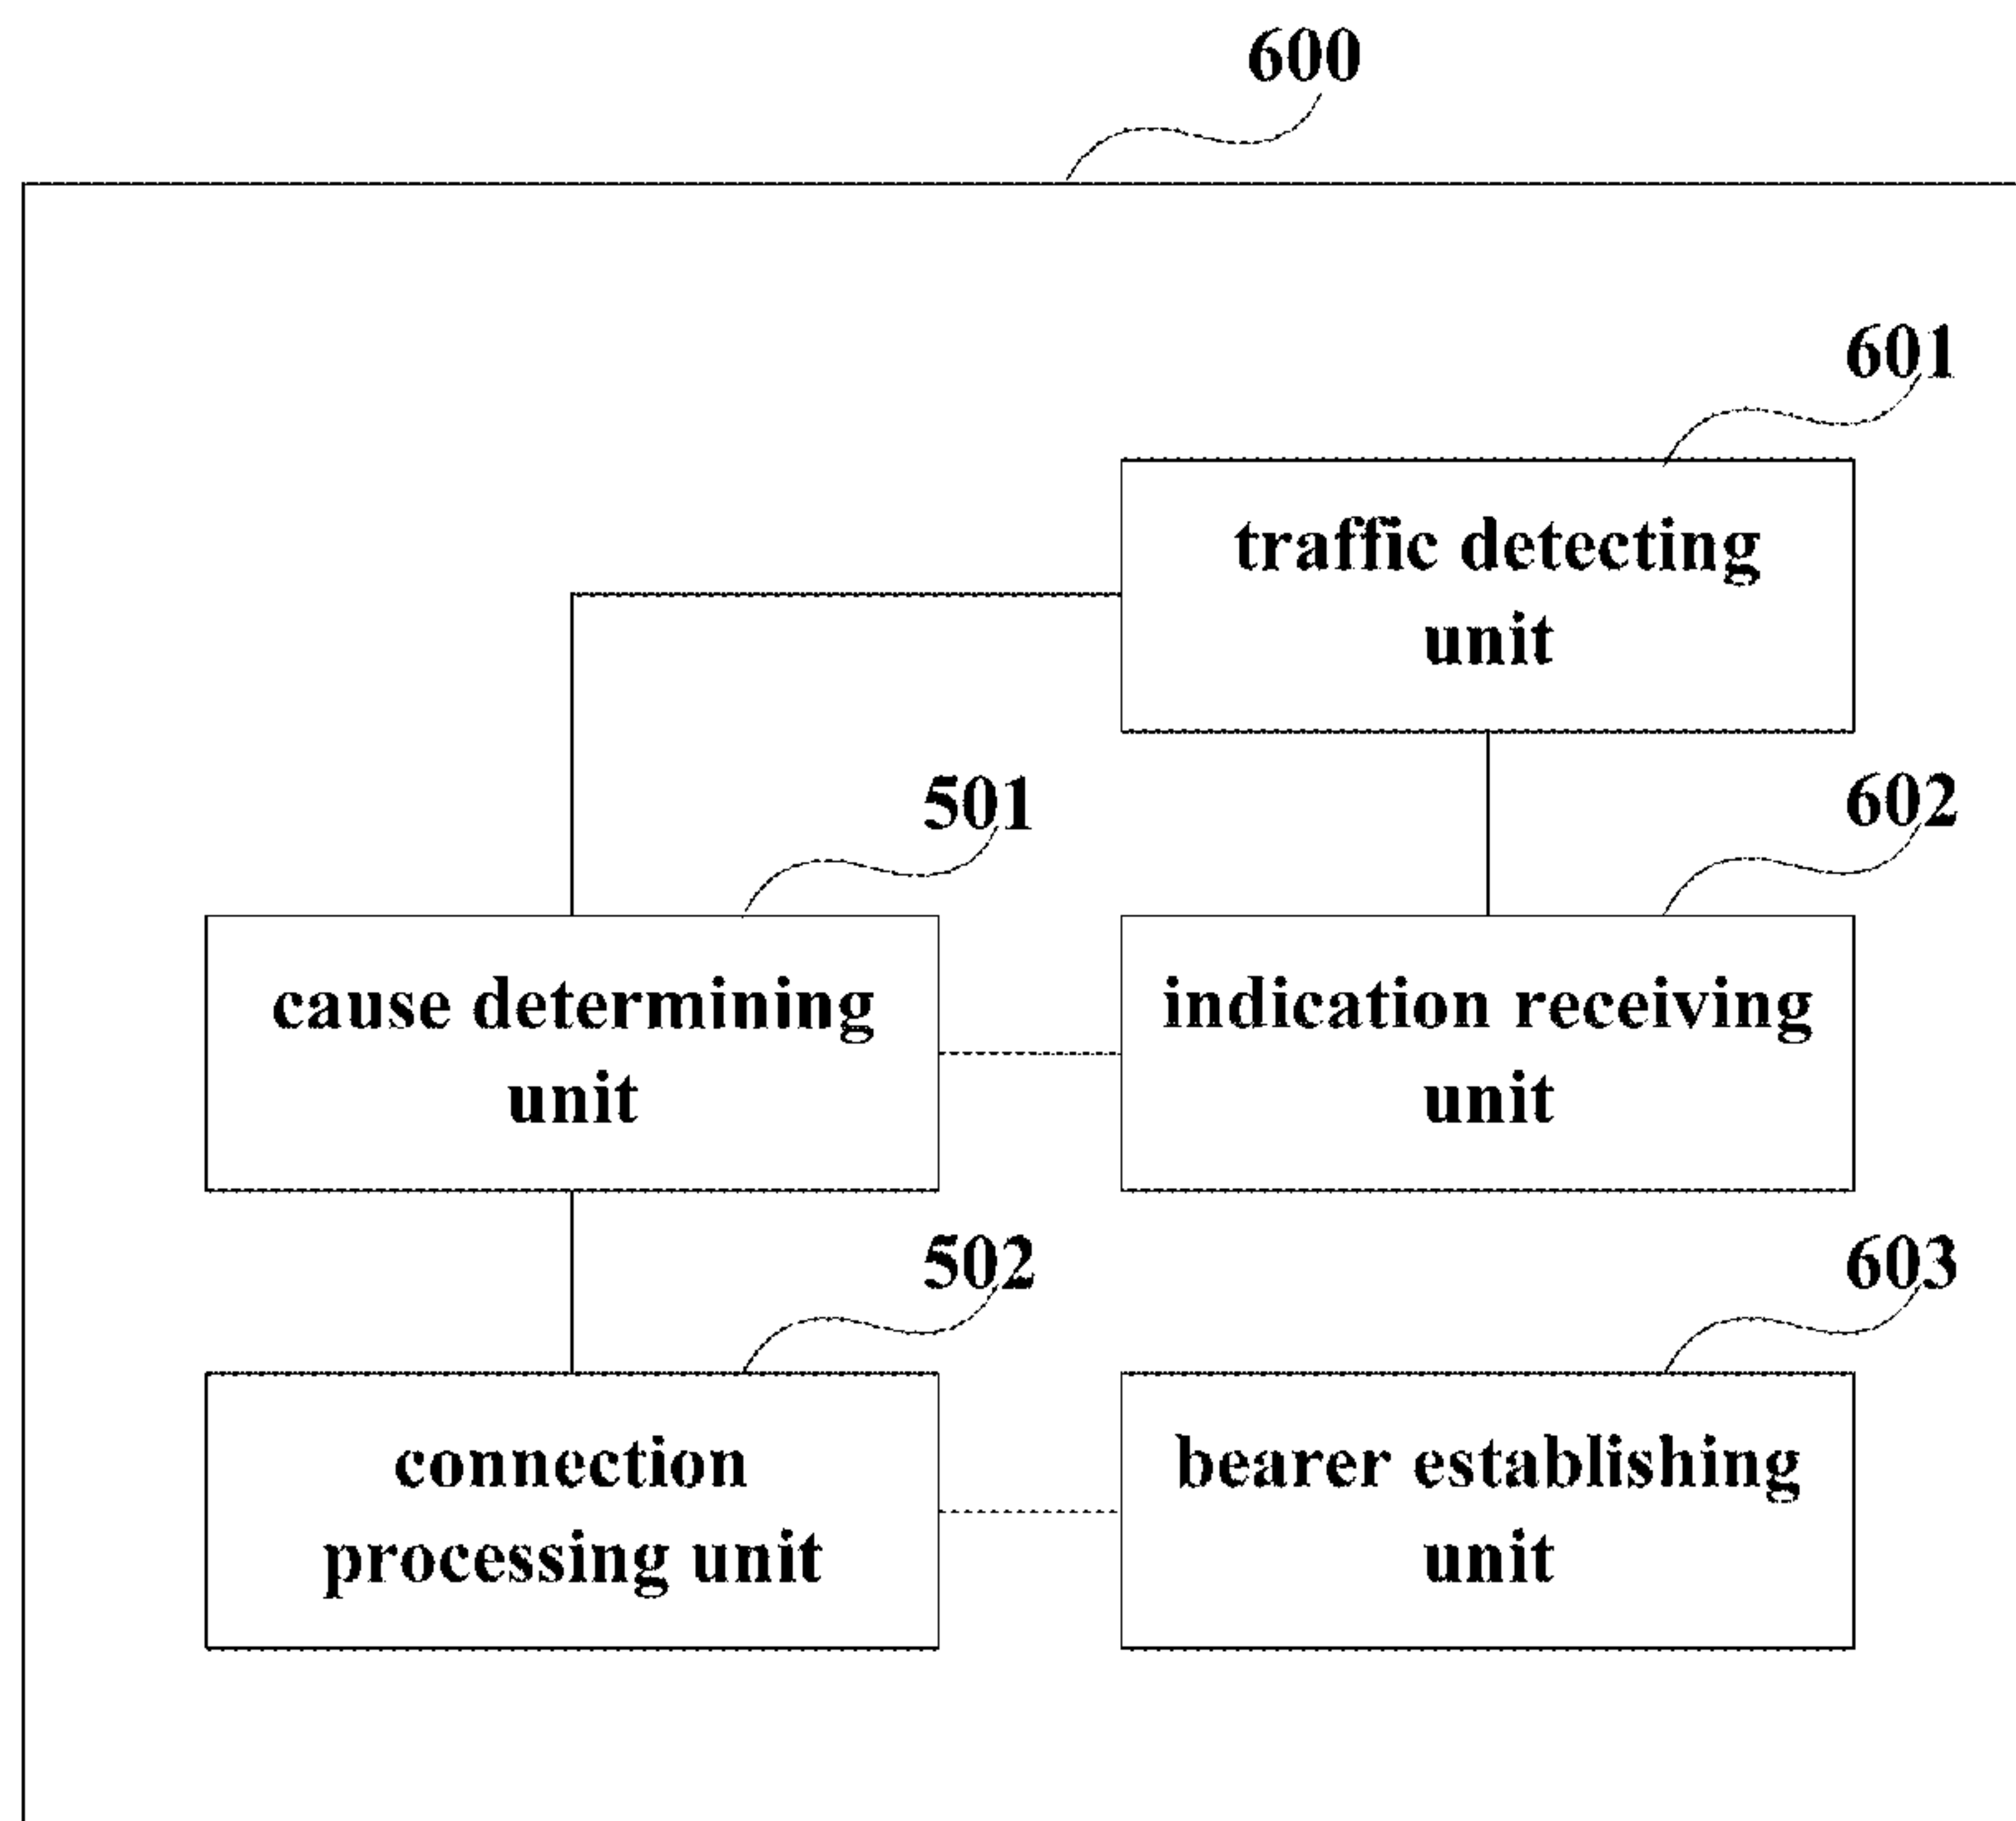 600
601
traffic detecting
unit
501
602
cause determining
unit
indication receiving
unit
502
603
connection
processing unit
bearer establishing
unit